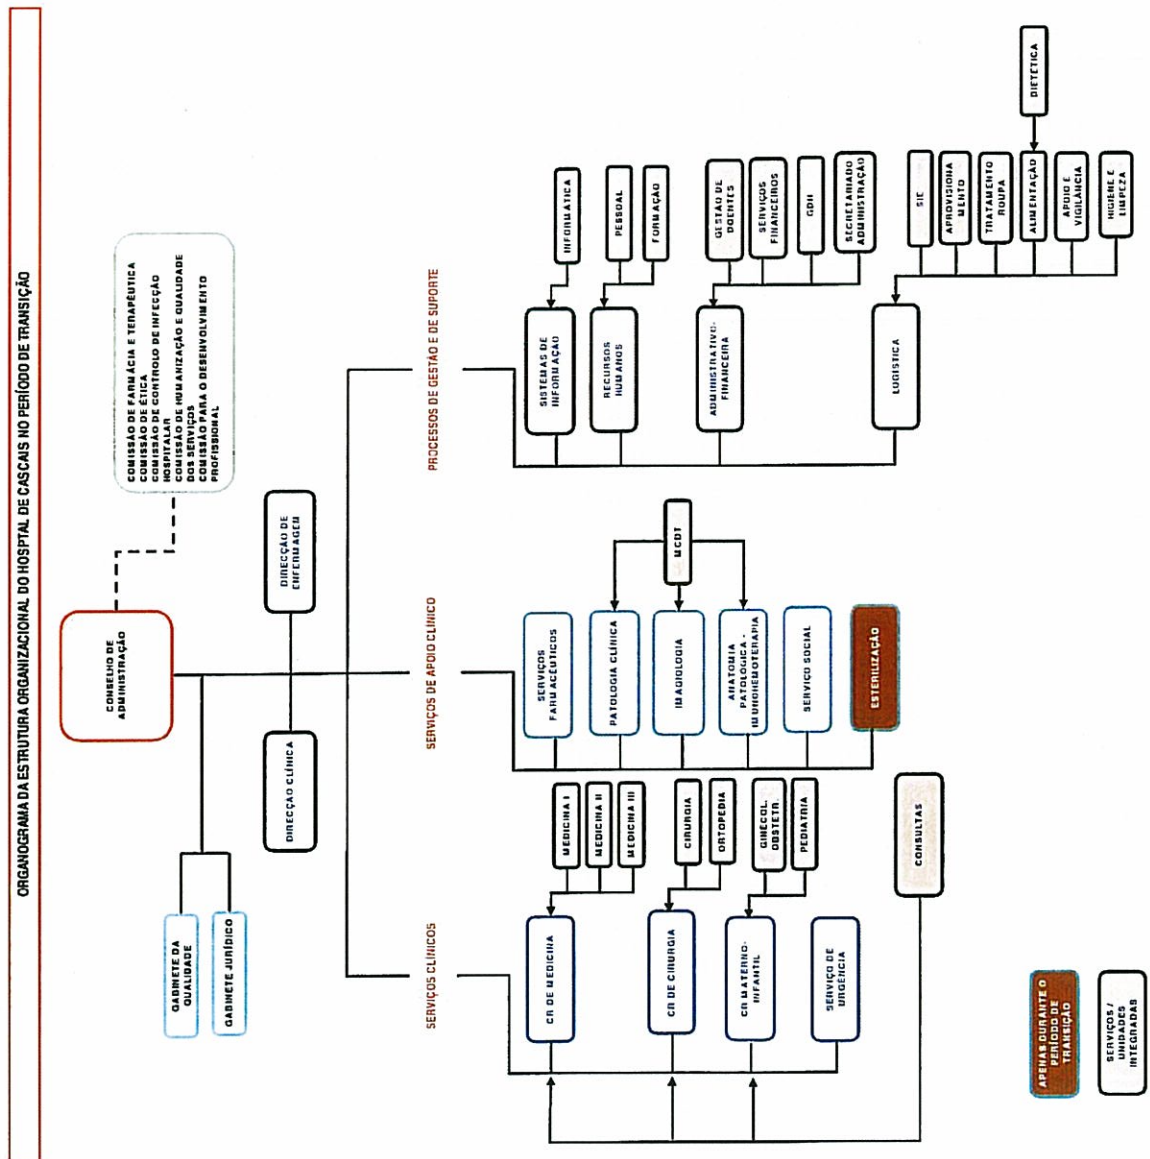 ORGANOGRAMA DA ESTRUTURA ORGANIZACIONAL DO HOSPTAL DE CASCAIS NO PERÍODO DE TRANSIÇÃO
CONSELHO DE
ADMINISTRAÇÃO
COMISSÃO DE FARMÁCIA E TERAPÊUTICA
COMISSÃO DE ÉTICA
COMISSÃO DE CONTROLO DE INFECÇÃO
HOSPITALAR
COMISSÃO DE HUMANIZAÇÃO E QUALIDADE
DOS SERVIÇOS
COMISSÃO PARA O DESENVOLVIMENTO
PROFISSIONAL
GABINETE DA
QUALIDADE
GABINETE JURÍDICO
DIRECÇÃO CLÍNICA
DIRECÇÃO DE
ENFERMAGEM
SERVIÇOS CLÍNICOS
CR DE MEDICINA
MEDICINA I
MEDICINA II
MEDICINA III
CR DE CIRURGIA
CIRURGIA
ORTOPEDIA
CR MATERNO-
INFANTIL
GINÉCOL.
OBSTETR.
PEDIATRIA
SERVIÇO DE
URGÊNCIA
CONSULTAS
SERVIÇOS DE APOIO CLÍNICO
SERVIÇOS
FARMACÊUTICOS
PATOLOGIA CLÍNICA
IMAGIOLOGIA
ANATOMIA
PATOLÓGICA -
IMUNOHEMOTERAPIA
SERVIÇO SOCIAL
ESTERILIZAÇÃO
MCDT
PROCESSOS DE GESTÃO E DE SUPORTE
SISTEMAS DE
INFORMAÇÃO
INFORMÁTICA
RECURSOS
HUMANOS
PESSOAL
FORMAÇÃO
ADMINISTRATIVO-
FINANCEIRA
GESTÃO DE
DOENTES
SERVIÇOS
FINANCEIROS
GDH
SECRETARIADO
ADMINISTRAÇÃO
LOGISTICA
SIE
APROVISIONA
MENTO
TRATAMENTO
ROUPA
ALIMENTAÇÃO
DIETETICA
APOIO E
VIGILÂNCIA
HIGIENE E
LIMPEZA
APENAS DURANTE O
PERÍODO DE
TRANSIÇÃO
SERVIÇOS /
UNIDADES
INTEGRADAS